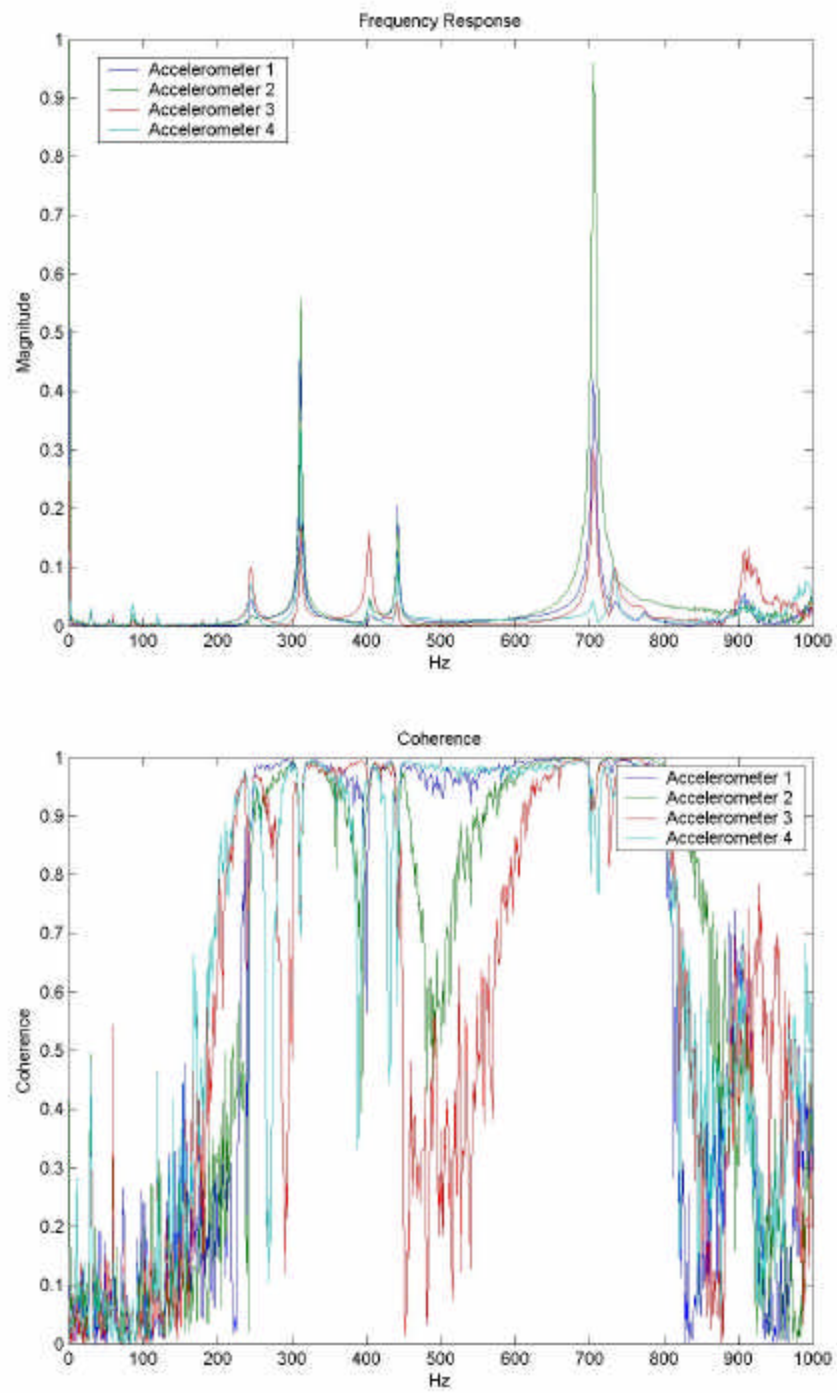 Frequency Response
1
0.9
0.8
0.7
0.6
0.5
0.4
0.3
0.2
0.1
0
Magnitude
Accelerometer 1
Accelerometer 2
Accelerometer 3
Accelerometer 4
0 100 200 300 400 500 600 700 800 900 1000
Hz
Coherence
1
0.9
0.8
0.7
0.6
0.5
0.4
0.3
0.2
0.1
0
Coherence
Accelerometer 1
Accelerometer 2
Accelerometer 3
Accelerometer 4
0 100 200 300 400 500 600 700 800 900 1000
Hz